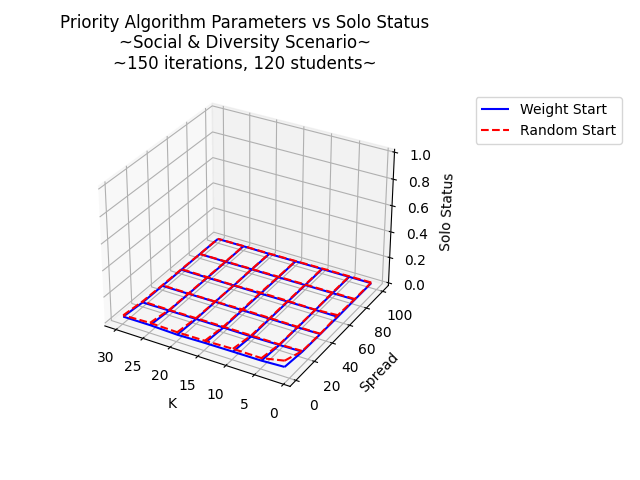 Priority Algorithm Parameters vs Solo Status
~Social & Diversity Scenario~
~150 iterations, 120 students~
Weight Start
Random Start
1.0
0.8
0.6
0.4
0.2
0.0
Solo Status
100
80
60
40
20
0
Spread
30
25
20
15
10
5
0
K